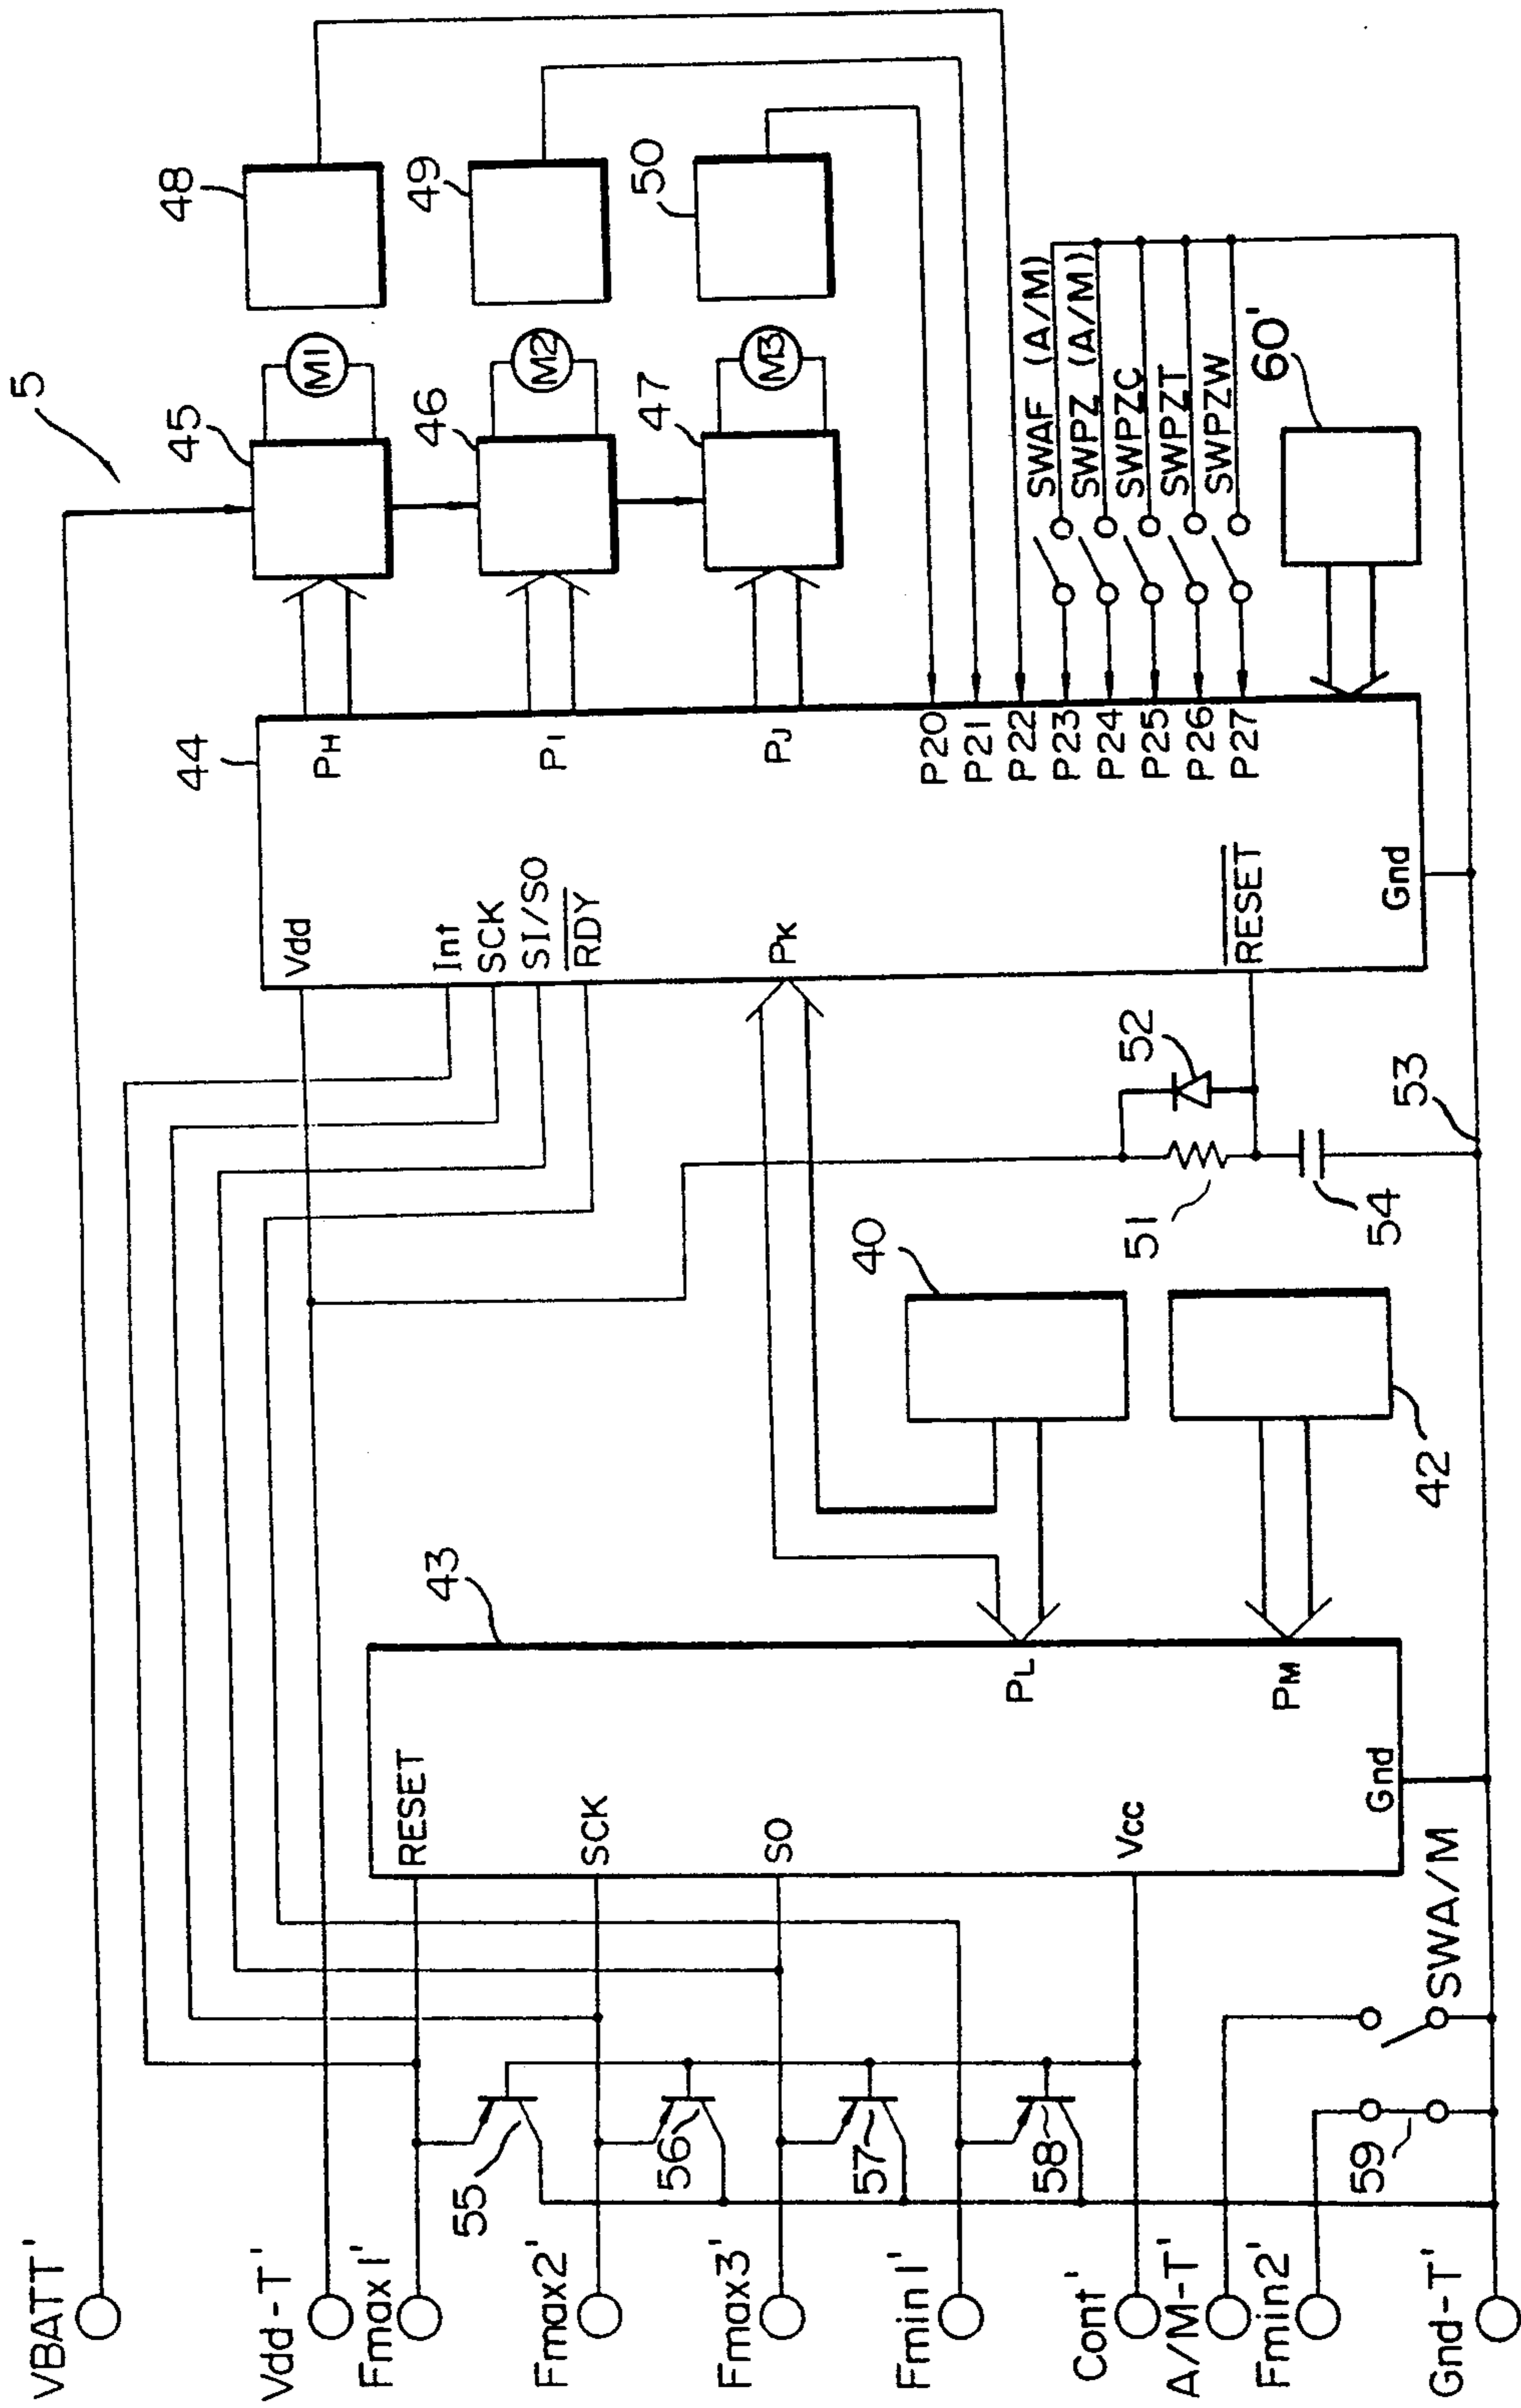 5
VBATT'
Vdd-T'
Fmax1'
Fmax2'
Fmax3'
Fmin1'
Cont'
A/M-T'
Fmin2'
Gnd-T'
55
56
57
58
59
SWA/M
43
RESET
SCK
SO
Vcc
Gnd
PL
PM
40
42
51
52
53
54
44
Vdd
Int
SCK
SI/SO
RDY
PK
RESET
Gnd
PH
PI
PJ
P20
P21
P22
P23
P24
P25
P26
P27
45
46
47
M1
M2
M3
48
49
50
SWAF (A/M)
SWPZ (A/M)
SWPZC
SWPZT
SWPZW
60'